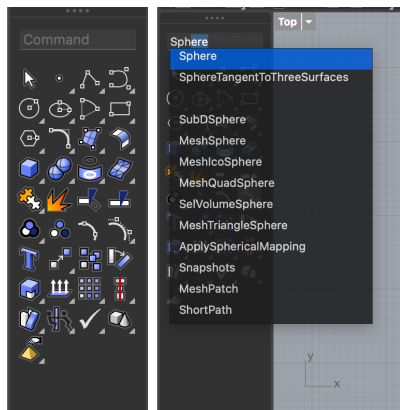 Command
Sphere
Top
Sphere
SphereTangentToThreeSurfaces
SubDSphere
MeshSphere
MeshIcoSphere
MeshQuadSphere
SelVolumeSphere
MeshTriangleSphere
ApplySphericalMapping
Snapshots
MeshPatch
ShortPath
y
x